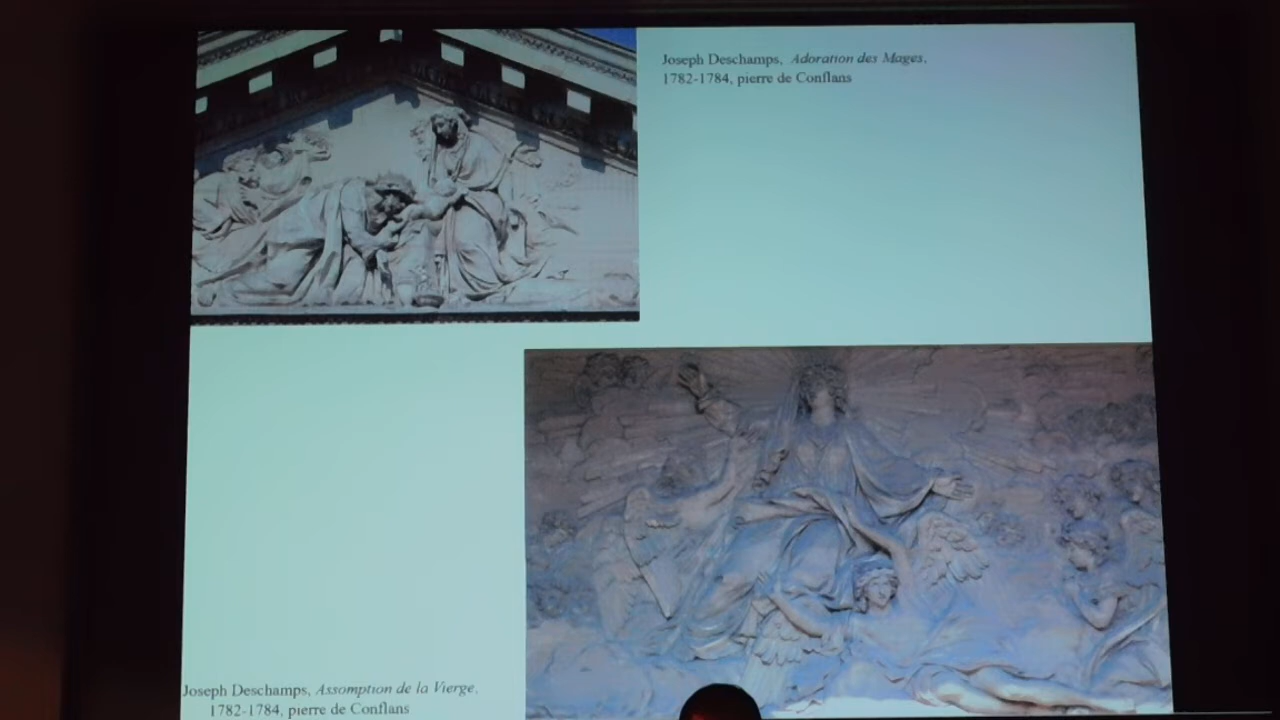 Joseph Deschamps, Adoration des Mages,
1782-1784, pierre de Conflans
Joseph Deschamps, Assomption de la Vierge,
1782-1784, pierre de Conflans